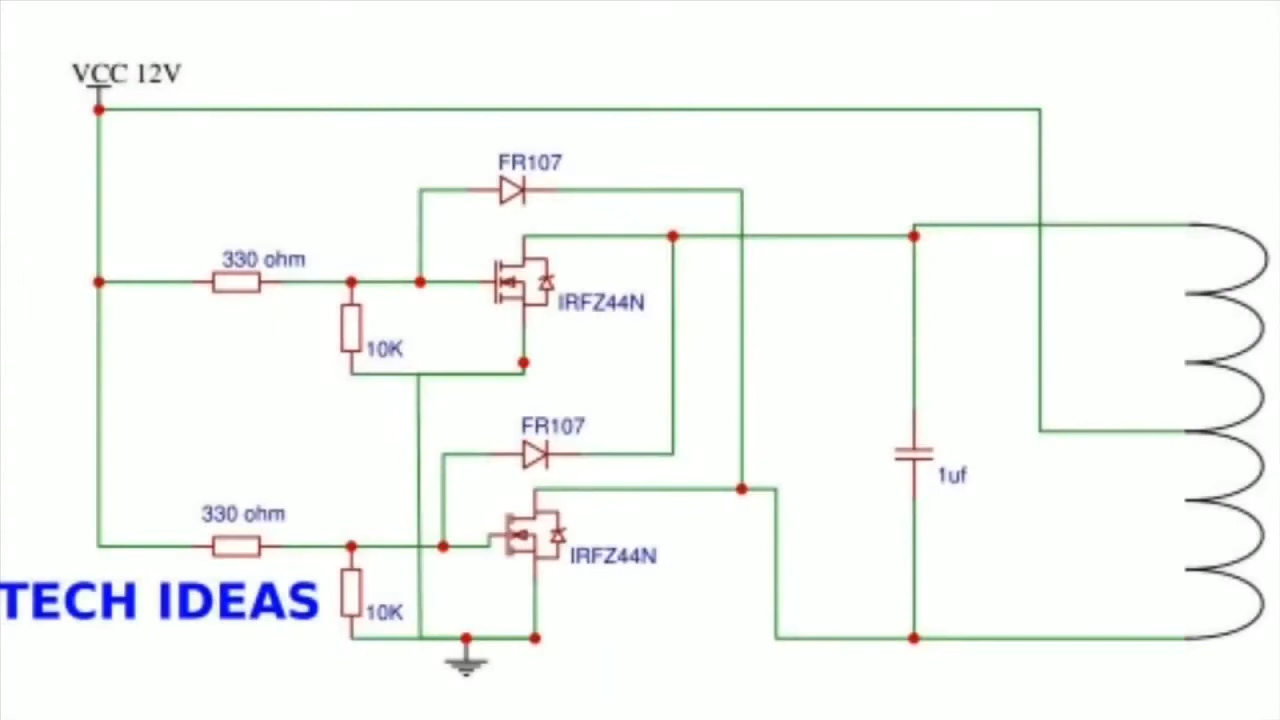 VCC 12V
FR107
330 ohm
IRFZ44N
10K
FR107
1uf
330 ohm
IRFZ44N
TECH IDEAS
10K